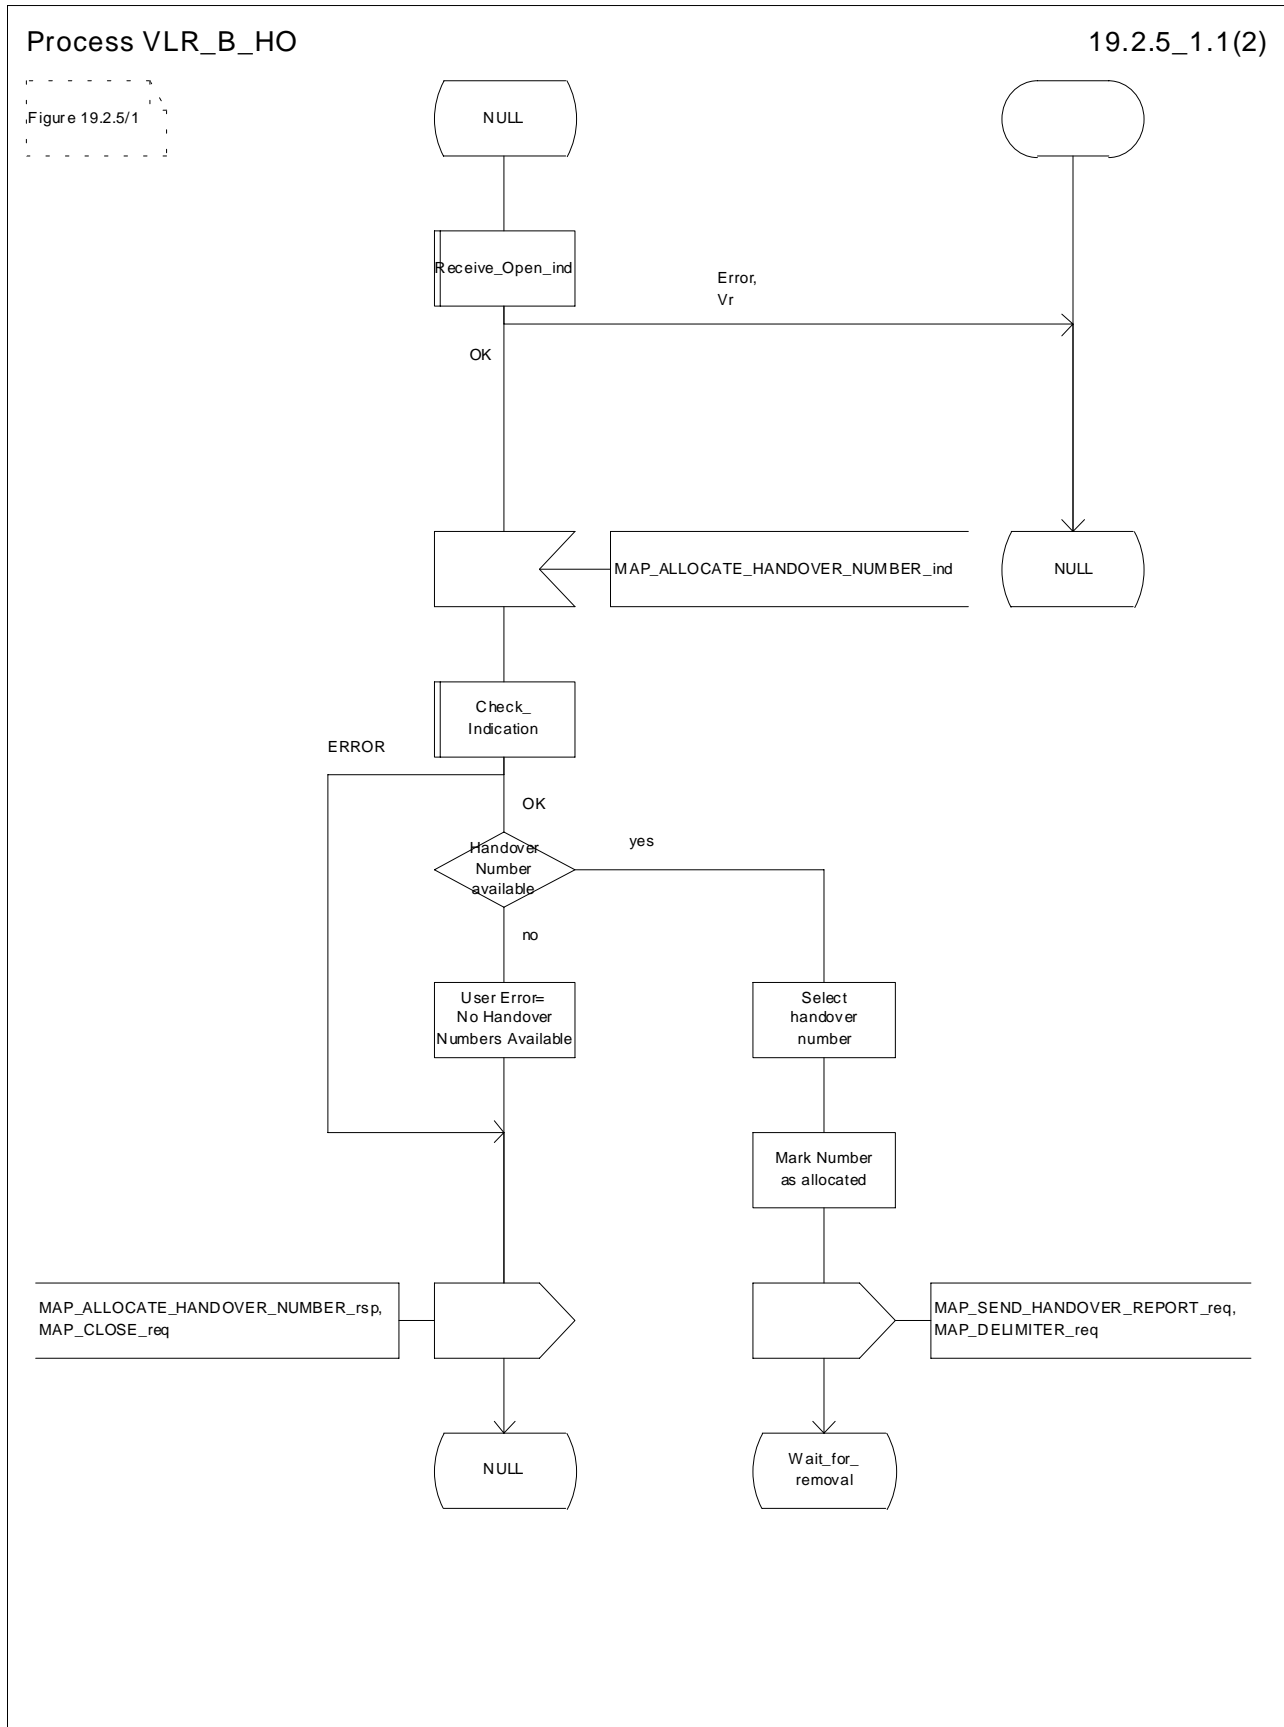 Process VLR_B_HO
19.2.5_1.1(2)
Figure 19.2.5/1
NULL
Receive_Open_ind
Error,
Vr
OK
MAP_ALLOCATE_HANDOVER_NUMBER_ind
NULL
Check_
Indication
ERROR
OK
Handover
Number
available
yes
no
User Error=
No Handover
Numbers Available
Select
handover
number
Mark Number
as allocated
MAP_ALLOCATE_HANDOVER_NUMBER_rsp,
MAP_CLOSE_req
MAP_SEND_HANDOVER_REPORT_req,
MAP_DELIMITER_req
NULL
Wait_for_
removal